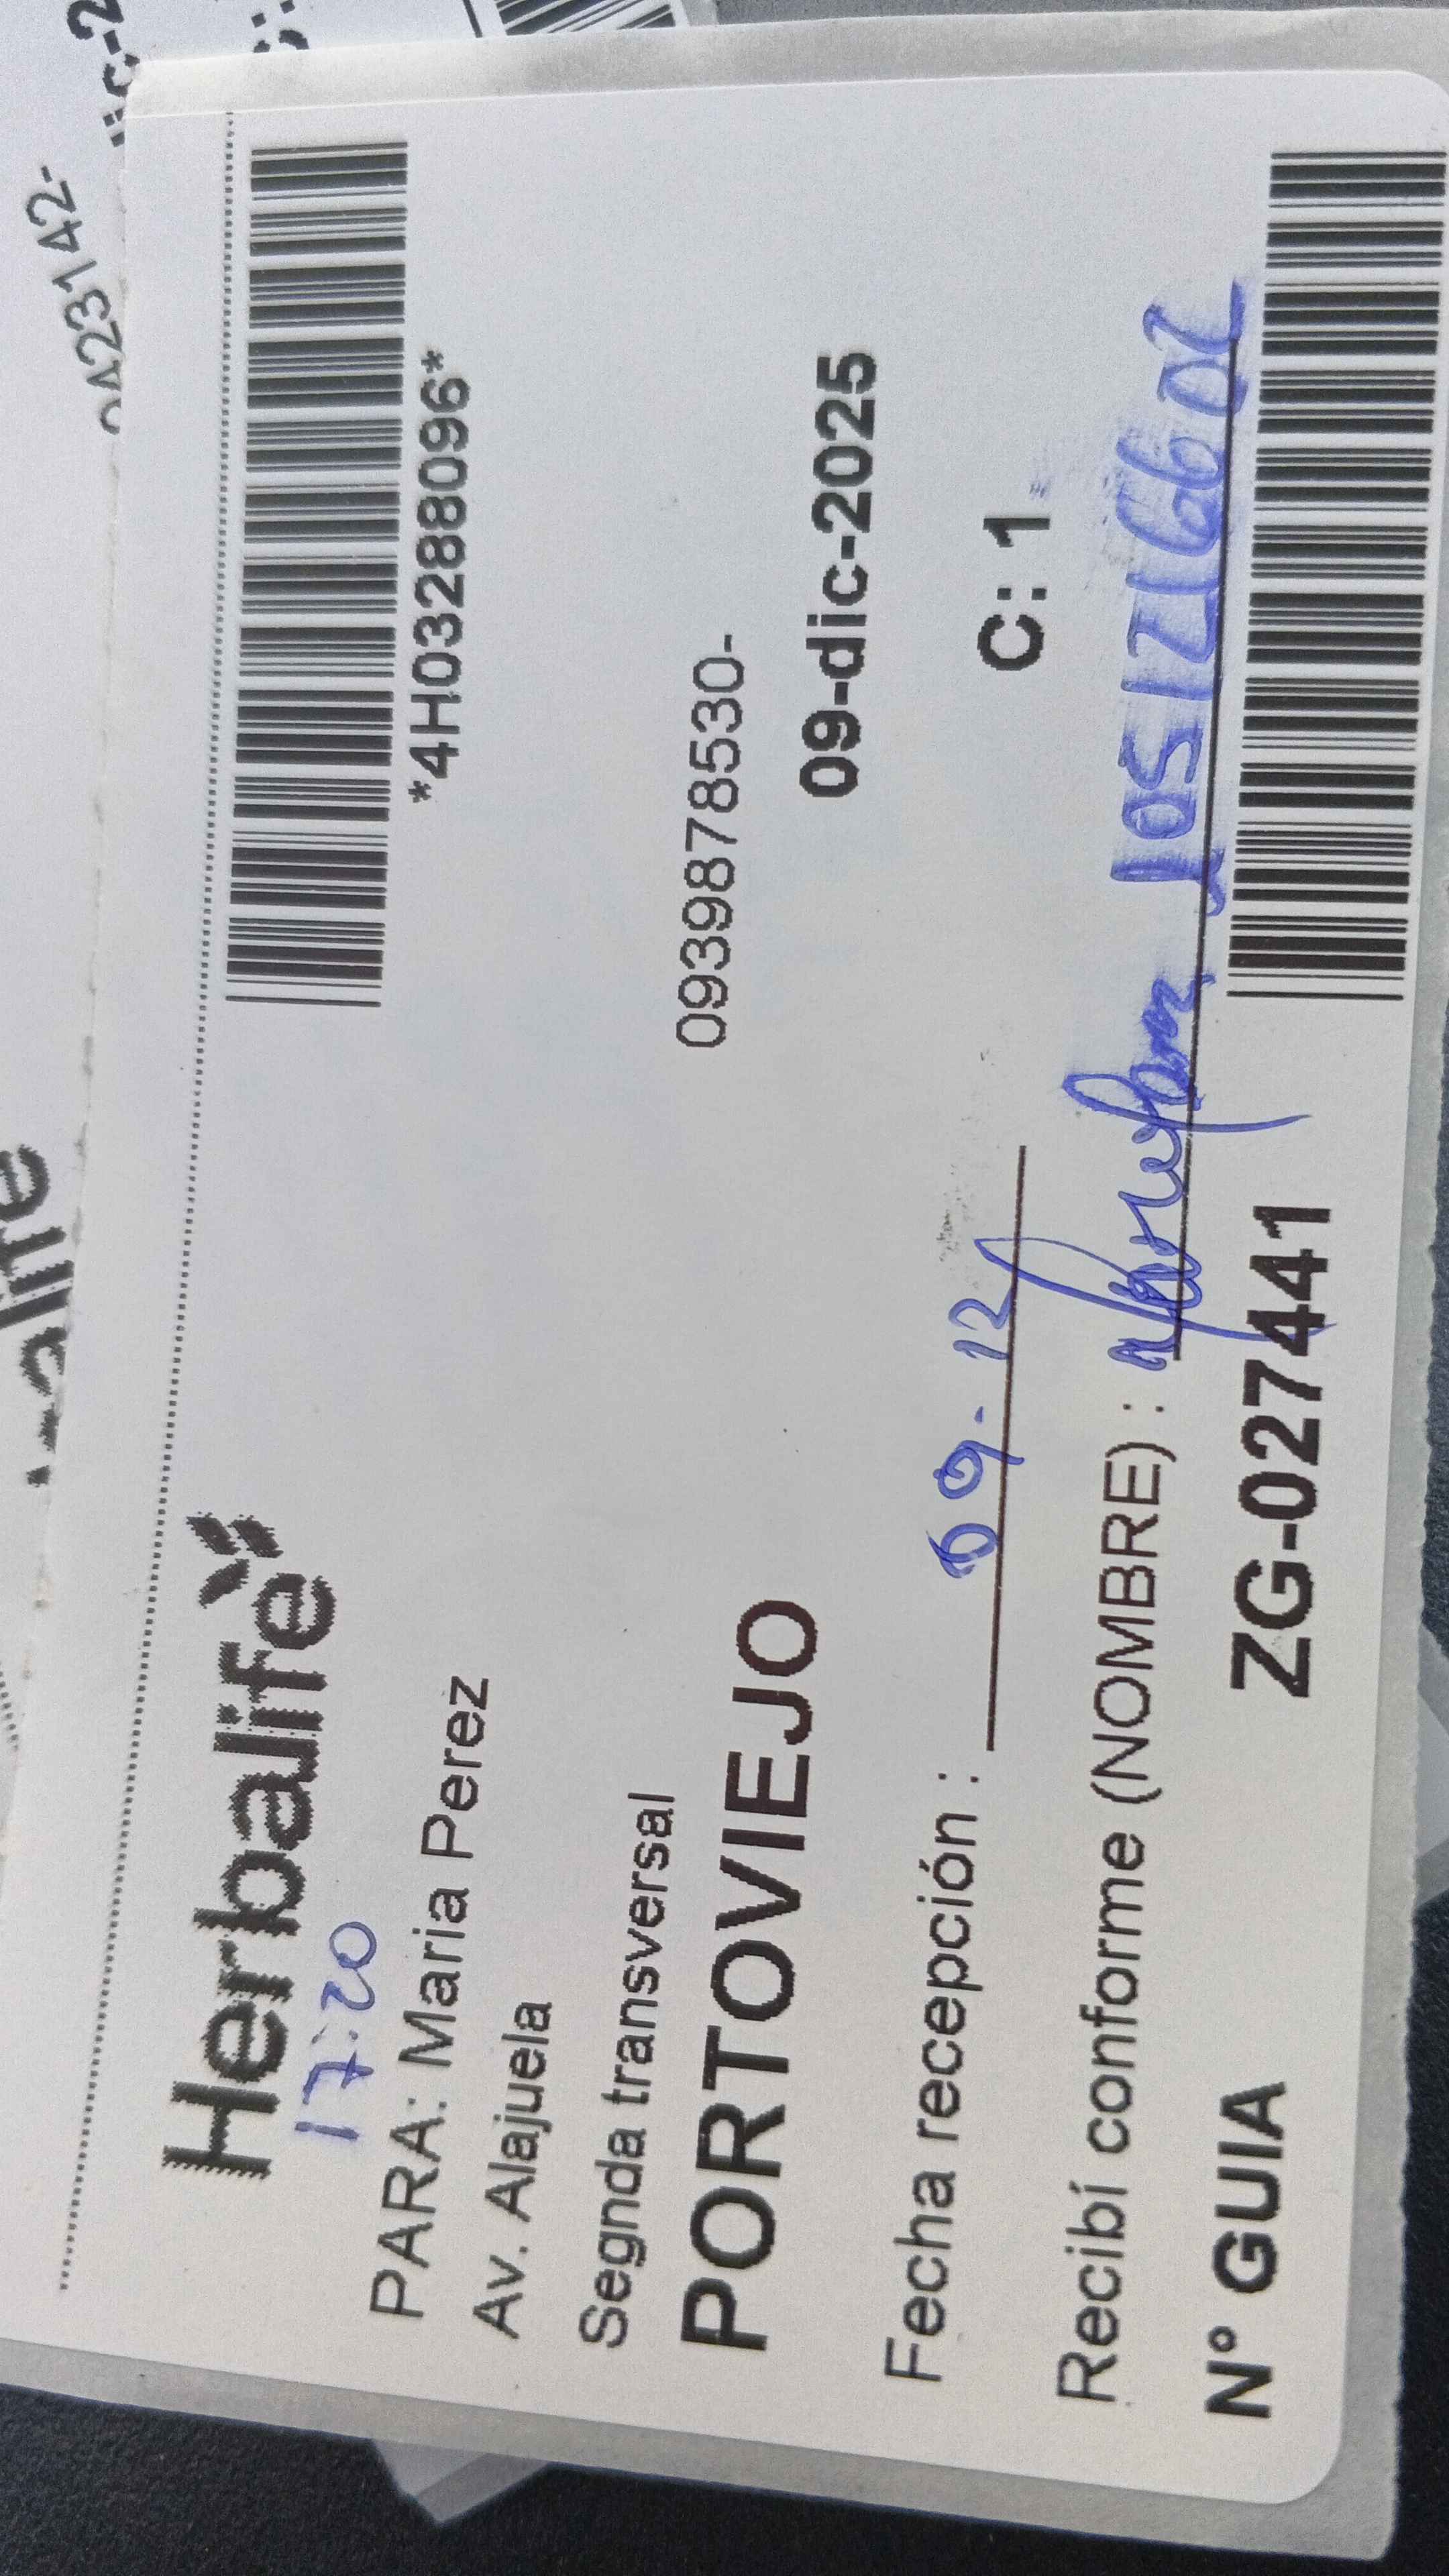 Herbalife
*4H03288096*
17:20
PARA: Maria Perez
Av. Alajuela
Segnda transversal
0939878530-
PORTOVIEJO
09-dic-2025
Fecha recepción :
09-12
C: 1
Recibí conforme (NOMBRE) :
Nº GUIA ZG-027441